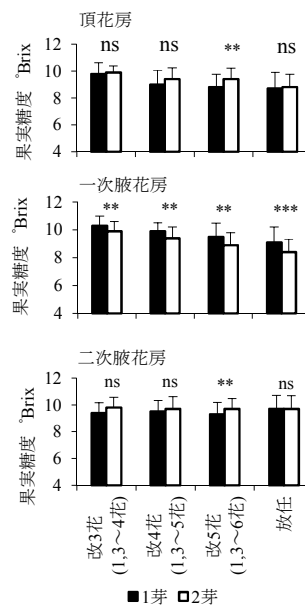 頂花房
ns ns ** ns
果実糖度 °Brix
12
10
8
6
4
一次腋花房
** ** ** ***
果実糖度 °Brix
12
10
8
6
4
二次腋花房
ns ns ** ns
果実糖度 °Brix
12
10
8
6
4
改3花
(1,3~4花)
改4花
(1,3~5花)
改5花
(1,3~6花)
放任
■1芽 □2芽